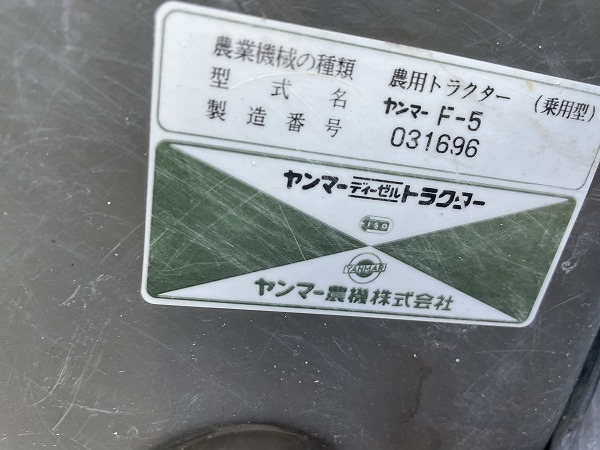 農業機械の種類 農用トラクター (乗用型)
型式名 ヤンマー F-5
製造番号 031696
ヤンマーディーゼルトラクター
YANMAR
ヤンマー農機株式会社